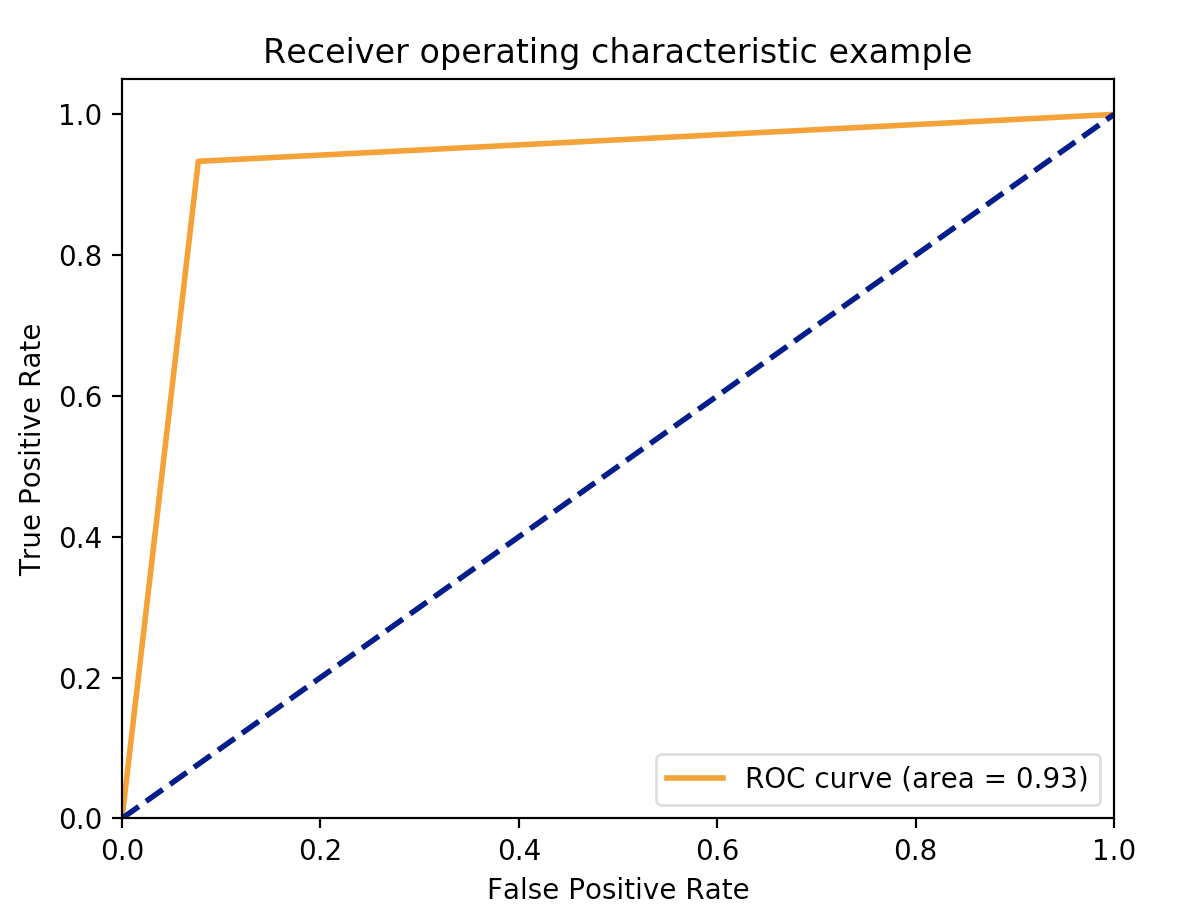 Receiver operating characteristic example
True Positive Rate
1.0
0.8
0.6
0.4
0.2
0.0
ROC curve (area = 0.93)
0.0 0.2 0.4 0.6 0.8 1.0
False Positive Rate